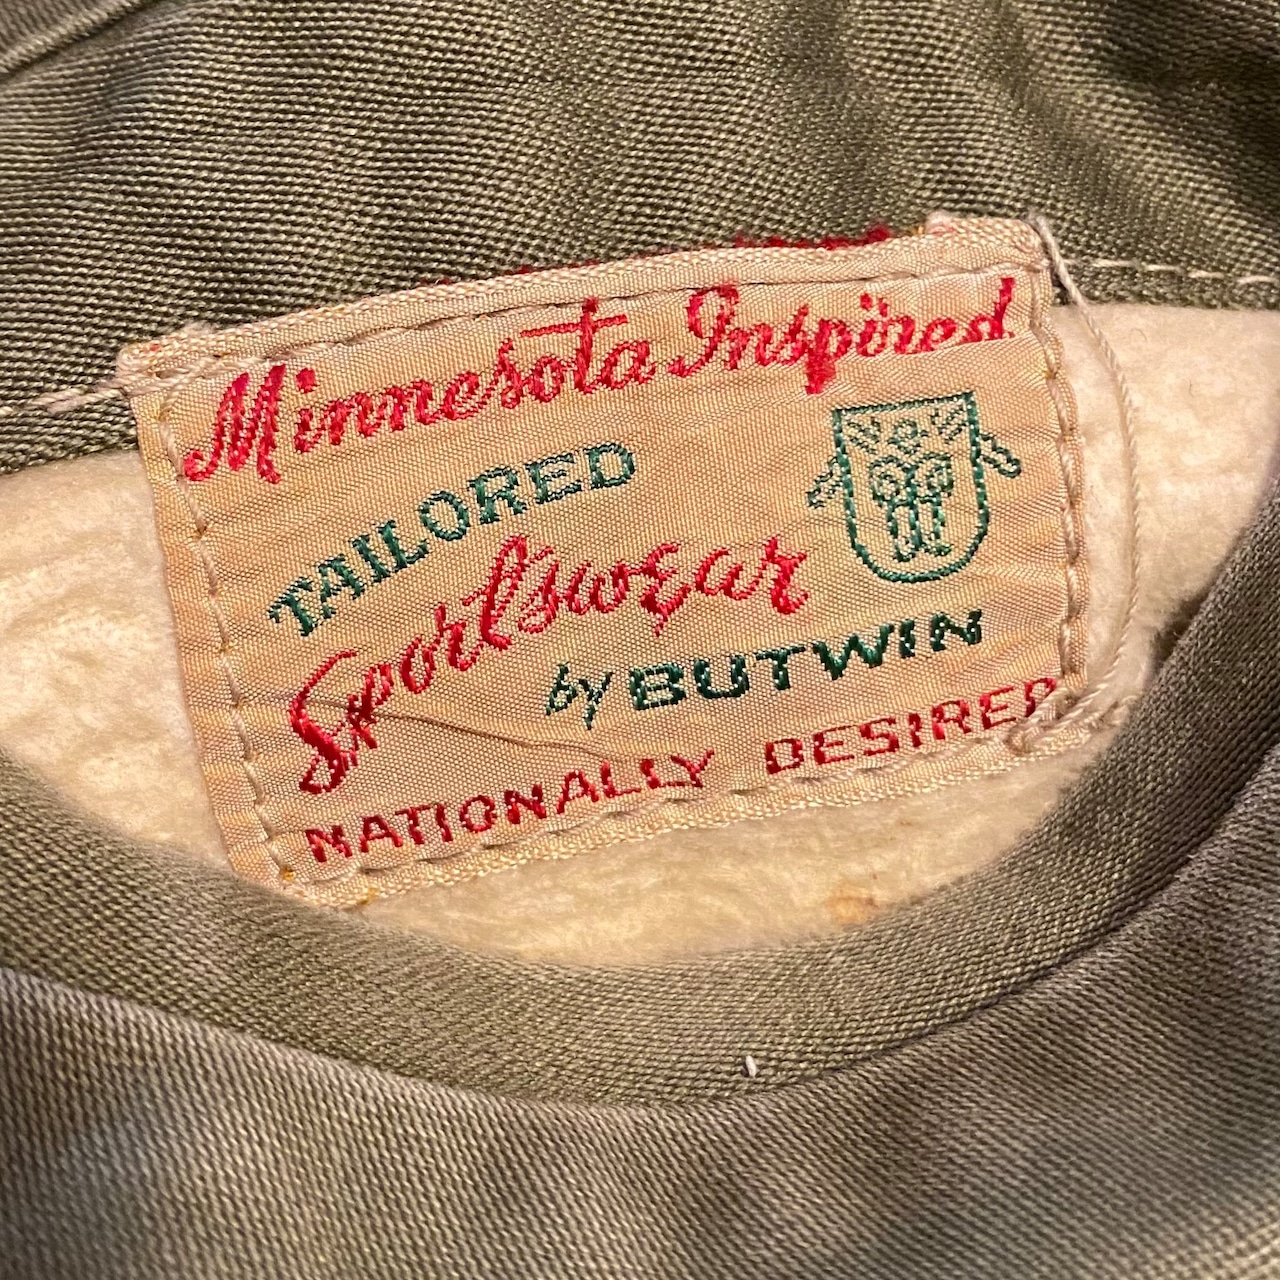 Minnesota Inspired
TAILORED
Sportswear
by BUTWIN
NATIONALLY DESIRED